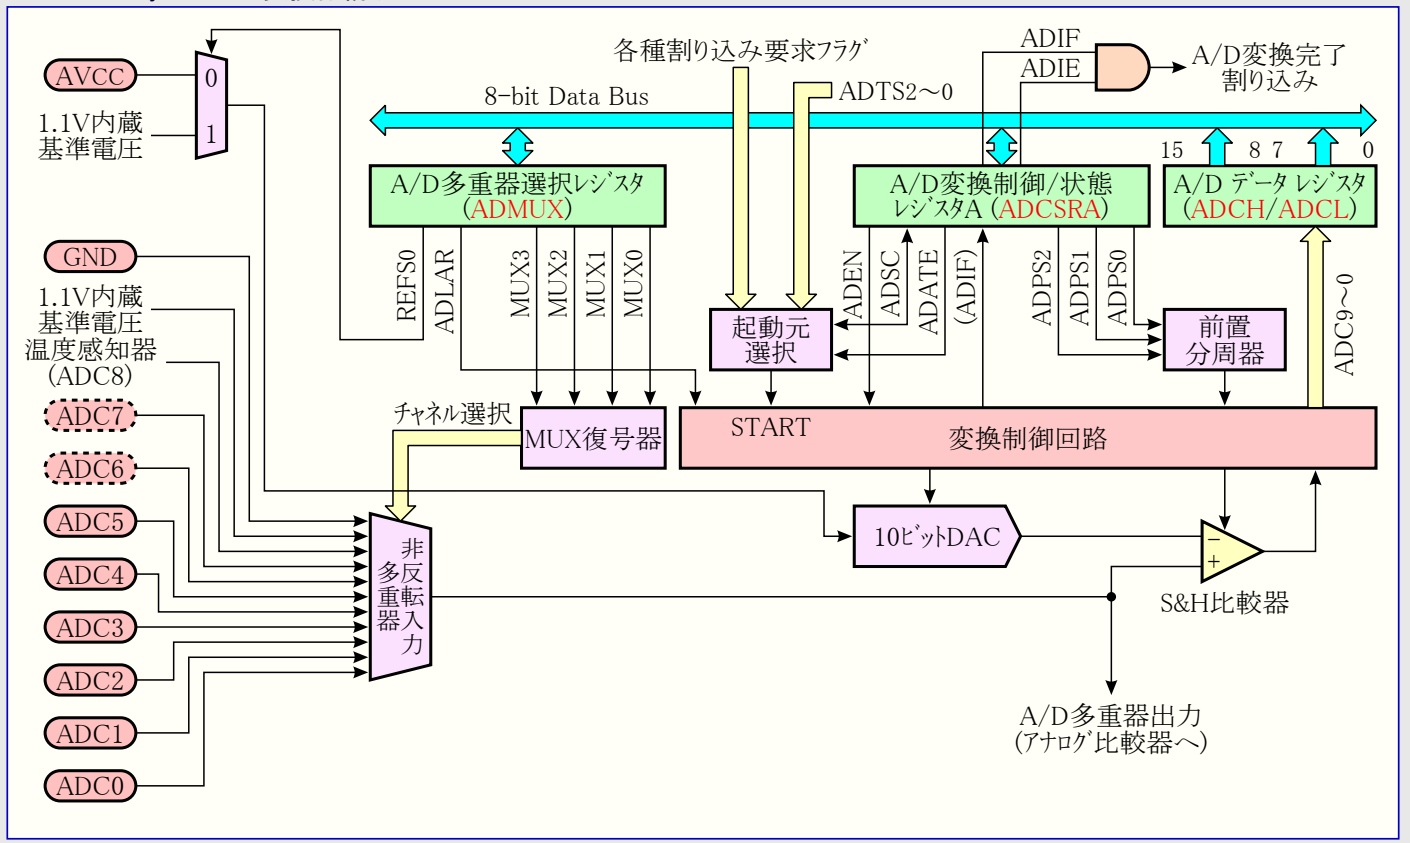 各種割り込み要求フラグ
ADIF
ADIE
A/D変換完了
割り込み
AVCC
0
1
1.1V内蔵
基準電圧
8-bit Data Bus
ADTS2～0
15
8 7
0
A/D多重器選択レジスタ
(ADMUX)
A/D変換制御/状態
レジスタA (ADCSRA)
A/D データ レジスタ
(ADCH/ADCL)
REFS0
ADLAR
MUX3
MUX2
MUX1
MUX0
ADEN
ADSC
ADATE
(ADIF)
ADPS2
ADPS1
ADPS0
ADC9～0
GND
1.1V内蔵
基準電圧
温度感知器
(ADC8)
起動元
選択
前置
分周器
ADC7
ADC6
ADC5
ADC4
ADC3
ADC2
ADC1
ADC0
チャネル選択
MUX復号器
START
変換制御回路
非反転入力
多重器
10ビットDAC
−
+
S&H比較器
A/D多重器出力
(アナログ比較器へ)